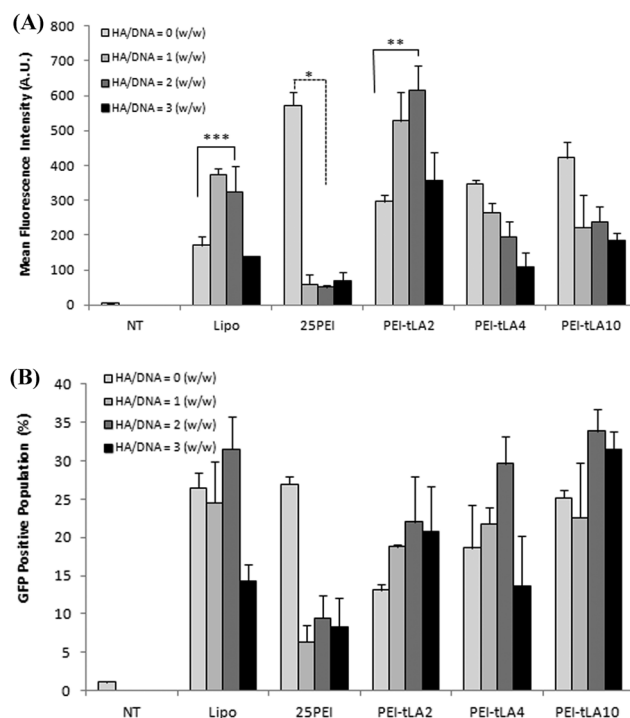 (A)
800
700
600
500
400
300
200
100
0
Mean Fluorescence Intensity (A.U.)
HA/DNA = 0 (w/w)
HA/DNA = 1 (w/w)
HA/DNA = 2 (w/w)
HA/DNA = 3 (w/w)
***
*
**
NT Lipo 25PEI PEI-tLA2 PEI-tLA4 PEI-tLA10
(B)
40
35
30
25
20
15
10
5
0
GFP Positive Population (%)
HA/DNA = 0 (w/w)
HA/DNA = 1 (w/w)
HA/DNA = 2 (w/w)
HA/DNA = 3 (w/w)
NT Lipo 25PEI PEI-tLA2 PEI-tLA4 PEI-tLA10